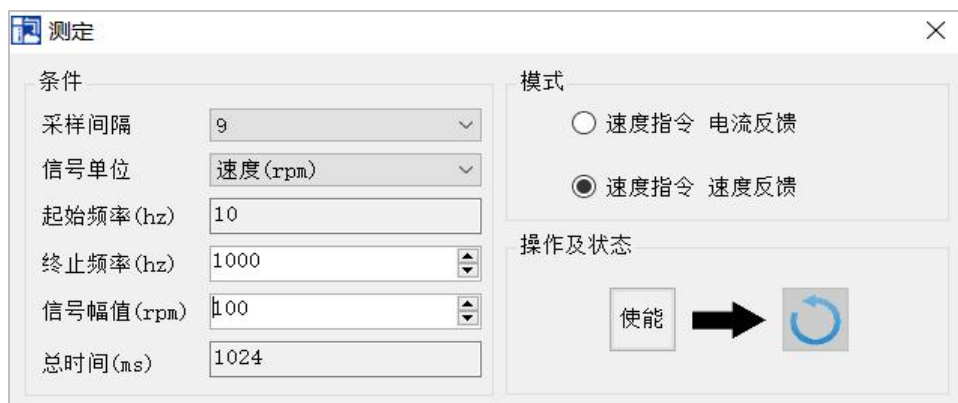 测定
条件
采样间隔 9
信号单位 速度(rpm)
起始频率(hz) 10
终止频率(hz) 1000
信号幅值(rpm) 100
总时间(ms) 1024
模式
速度指令 电流反馈
速度指令 速度反馈
操作及状态
使能